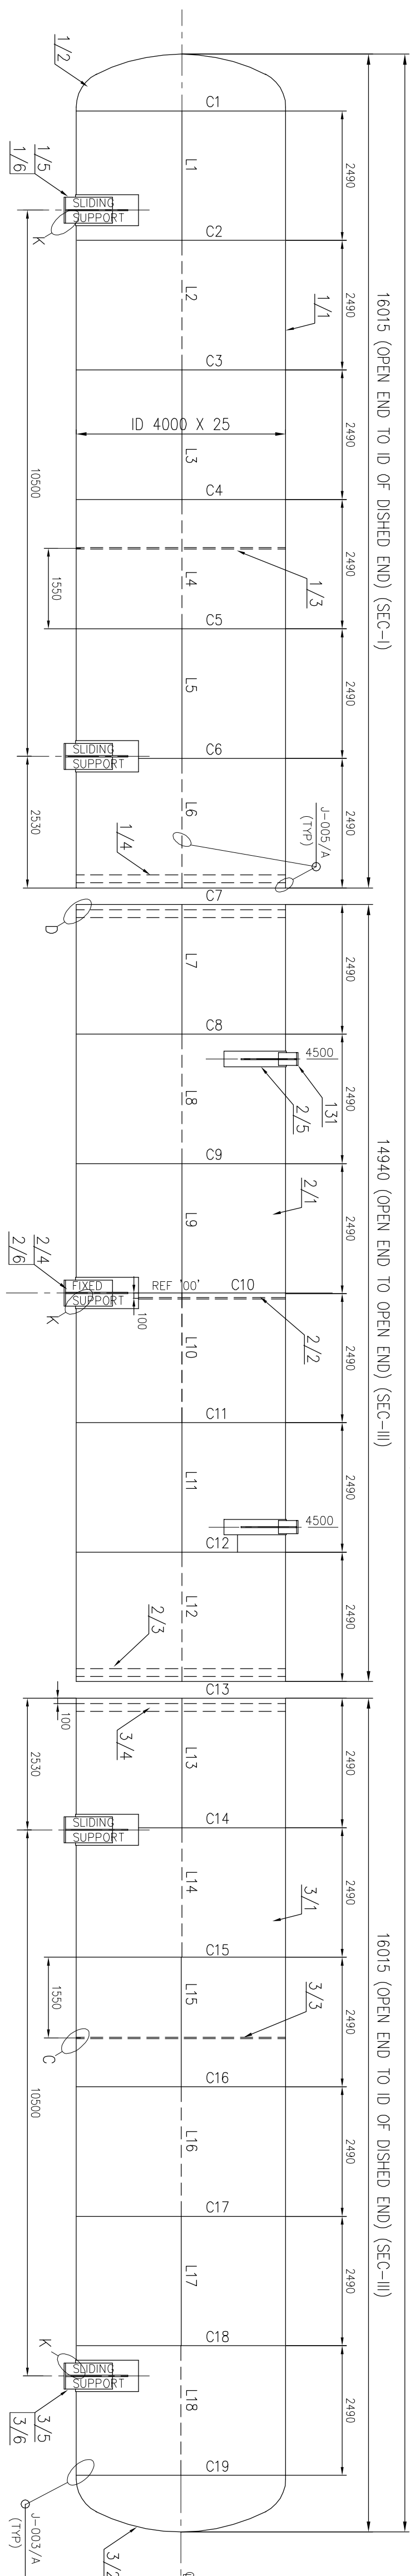 1/2
C1
L1
2490
1/5
1/6
SLIDING
SUPPORT
K
C2
L2
2490
1/1
C3
16015 (OPEN END TO ID OF DISHED END) (SEC-I)
ID 4000 X 25
L3
2490
C4
10500
1550
L4
1/3
2490
C5
L5
2490
SLIDING
SUPPORT
C6
2530
L6
1/4
J-005/A
(TYP)
2490
C7
D
L7
2490
C8
4500
131
2/5
L8
2490
14940 (OPEN END TO OPEN END) (SEC-III)
C9
L9
2/1
2490
2/4
2/6
FIXED
SUPPORT
REF '00'
C10
K
100
2/2
L10
2490
C11
L11
2490
4500
C12
L12
2/3
2490
C13
100
3/4
2530
L13
2490
SLIDING
SUPPORT
C14
L14
3/1
2490
C15
16015 (OPEN END TO ID OF DISHED END) (SEC-III)
1550
L15
3/3
2490
C
C16
10500
L16
2490
C17
L17
2490
C18
K
SLIDING
SUPPORT
3/5
3/6
L18
2490
C19
J-003/A
(TYP)